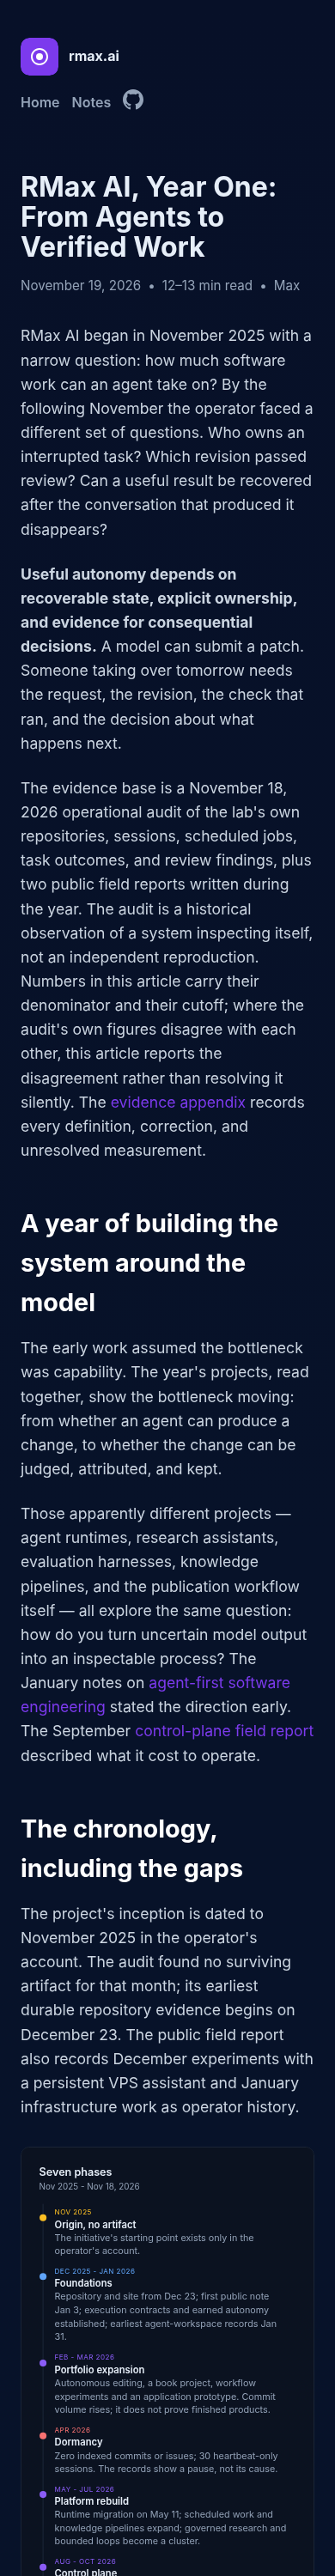 rmax.ai
Home Notes
RMax AI, Year One:
From Agents to
Verified Work
November 19, 2026 • 12–13 min read • Max
RMax AI began in November 2025 with a
narrow question: how much software
work can an agent take on? By the
following November the operator faced a
different set of questions. Who owns an
interrupted task? Which revision passed
review? Can a useful result be recovered
after the conversation that produced it
disappears?
Useful autonomy depends on
recoverable state, explicit ownership,
and evidence for consequential
decisions. A model can submit a patch.
Someone taking over tomorrow needs
the request, the revision, the check that
ran, and the decision about what
happens next.
The evidence base is a November 18,
2026 operational audit of the lab's own
repositories, sessions, scheduled jobs,
task outcomes, and review findings, plus
two public field reports written during
the year. The audit is a historical
observation of a system inspecting itself,
not an independent reproduction.
Numbers in this article carry their
denominator and their cutoff; where the
audit's own figures disagree with each
other, this article reports the
disagreement rather than resolving it
silently. The evidence appendix records
every definition, correction, and
unresolved measurement.
A year of building the
system around the
model
The early work assumed the bottleneck
was capability. The year's projects, read
together, show the bottleneck moving:
from whether an agent can produce a
change, to whether the change can be
judged, attributed, and kept.
Those apparently different projects —
agent runtimes, research assistants,
evaluation harnesses, knowledge
pipelines, and the publication workflow
itself — all explore the same question:
how do you turn uncertain model output
into an inspectable process? The
January notes on agent-first software
engineering stated the direction early.
The September control-plane field report
described what it cost to operate.
The chronology,
including the gaps
The project's inception is dated to
November 2025 in the operator's
account. The audit found no surviving
artifact for that month; its earliest
durable repository evidence begins on
December 23. The public field report
also records December experiments with
a persistent VPS assistant and January
infrastructure work as operator history.
Seven phases
Nov 2025 - Nov 18, 2026
NOV 2025
Origin, no artifact
The initiative's starting point exists only in the
operator's account.
DEC 2025 - JAN 2026
Foundations
Repository and site from Dec 23; first public note
Jan 3; execution contracts and earned autonomy
established; earliest agent-workspace records Jan
31.
FEB - MAR 2026
Portfolio expansion
Autonomous editing, a book project, workflow
experiments and an application prototype. Commit
volume rises; it does not prove finished products.
APR 2026
Dormancy
Zero indexed commits or issues; 30 heartbeat-only
sessions. The records show a pause, not its cause.
MAY - JUL 2026
Platform rebuild
Runtime migration on May 11; scheduled work and
knowledge pipelines expand; governed research and
bounded loops become a cluster.
AUG - OCT 2026
Control plane